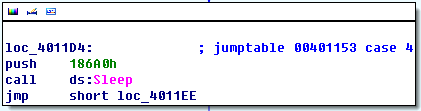 loc_4011D4: ; jumptable 00401153 case 4
push 186A0h
call ds:Sleep
jmp short loc_4011EE